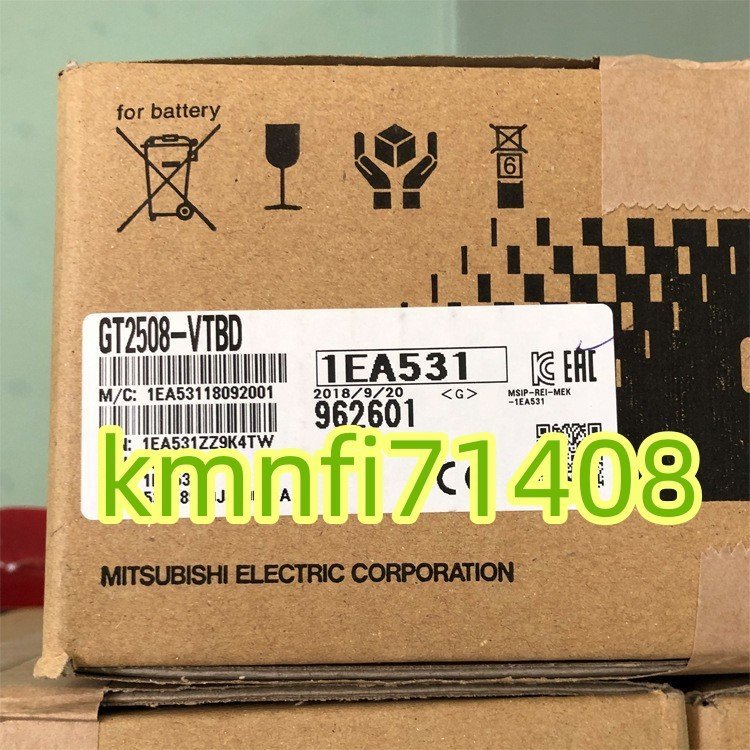 for battery
6
GT2508-VTBD
1EA531
M/C: 1EA53118092001
2018/9/20 <G>
MSIP-REI-MEK
-1EA531
962601
: 1EA531ZZ9K4TW
kmnfi71408
MITSUBISHI ELECTRIC CORPORATION